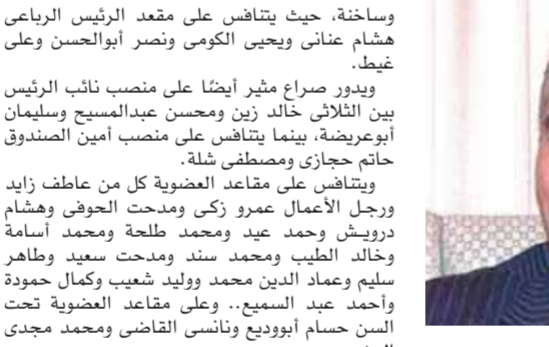 وساخنة، حيث يتنافس على مقعد الرئيس الرباعى
هشام عنانى ويحيى الكومى ونصر أبوالحسن وعلى
غيط.
ويدور صراع مثير أيضًا على منصب نائب الرئيس
بين الثلاثى خالد زين ومحسن عبدالمسيح وسليمان
أبوعريضة، بينما يتنافس على منصب أمين الصندوق
حاتم حجازى ومصطفى شلة.
ويتنافس على مقاعد العضوية كل من عاطف زايد
ورجل الأعمال عمرو زكى ومدحت الحوفى وهشام
درويش وحمد عيد ومحمد طلحة ومحمد أسامة
وخالد الطيب ومحمد سند ومدحت سعيد وطاهر
سليم وعماد الدين محمد ووليد شعيب وكمال حمودة
وأحمد عبد السميع.. وعلى مقاعد العضوية تحت
السن حسام أبووديع ونانسى القاضى ومحمد مجدى